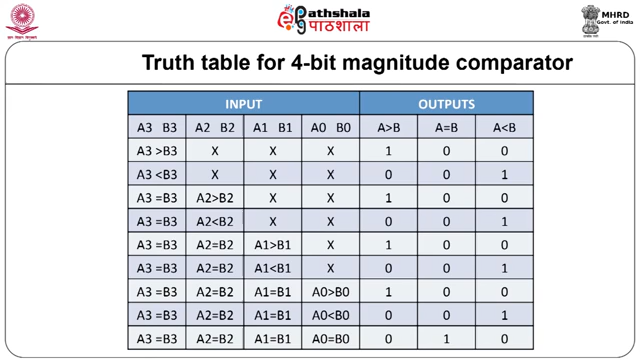 Pathshala
पाठशाला
MHRD
Govt. of India
Truth table for 4-bit magnitude comparator
INPUT OUTPUTS
A3 B3 A2 B2 A1 B1 A0 B0 A>B A=B A<B
A3 >B3 X X X 1 0 0
A3 <B3 X X X 0 0 1
A3 =B3 A2>B2 X X 1 0 0
A3 =B3 A2<B2 X X 0 0 1
A3 =B3 A2=B2 A1>B1 X 1 0 0
A3 =B3 A2=B2 A1<B1 X 0 0 1
A3 =B3 A2=B2 A1=B1 A0>B0 1 0 0
A3 =B3 A2=B2 A1=B1 A0<B0 0 0 1
A3 =B3 A2=B2 A1=B1 A0=B0 0 1 0